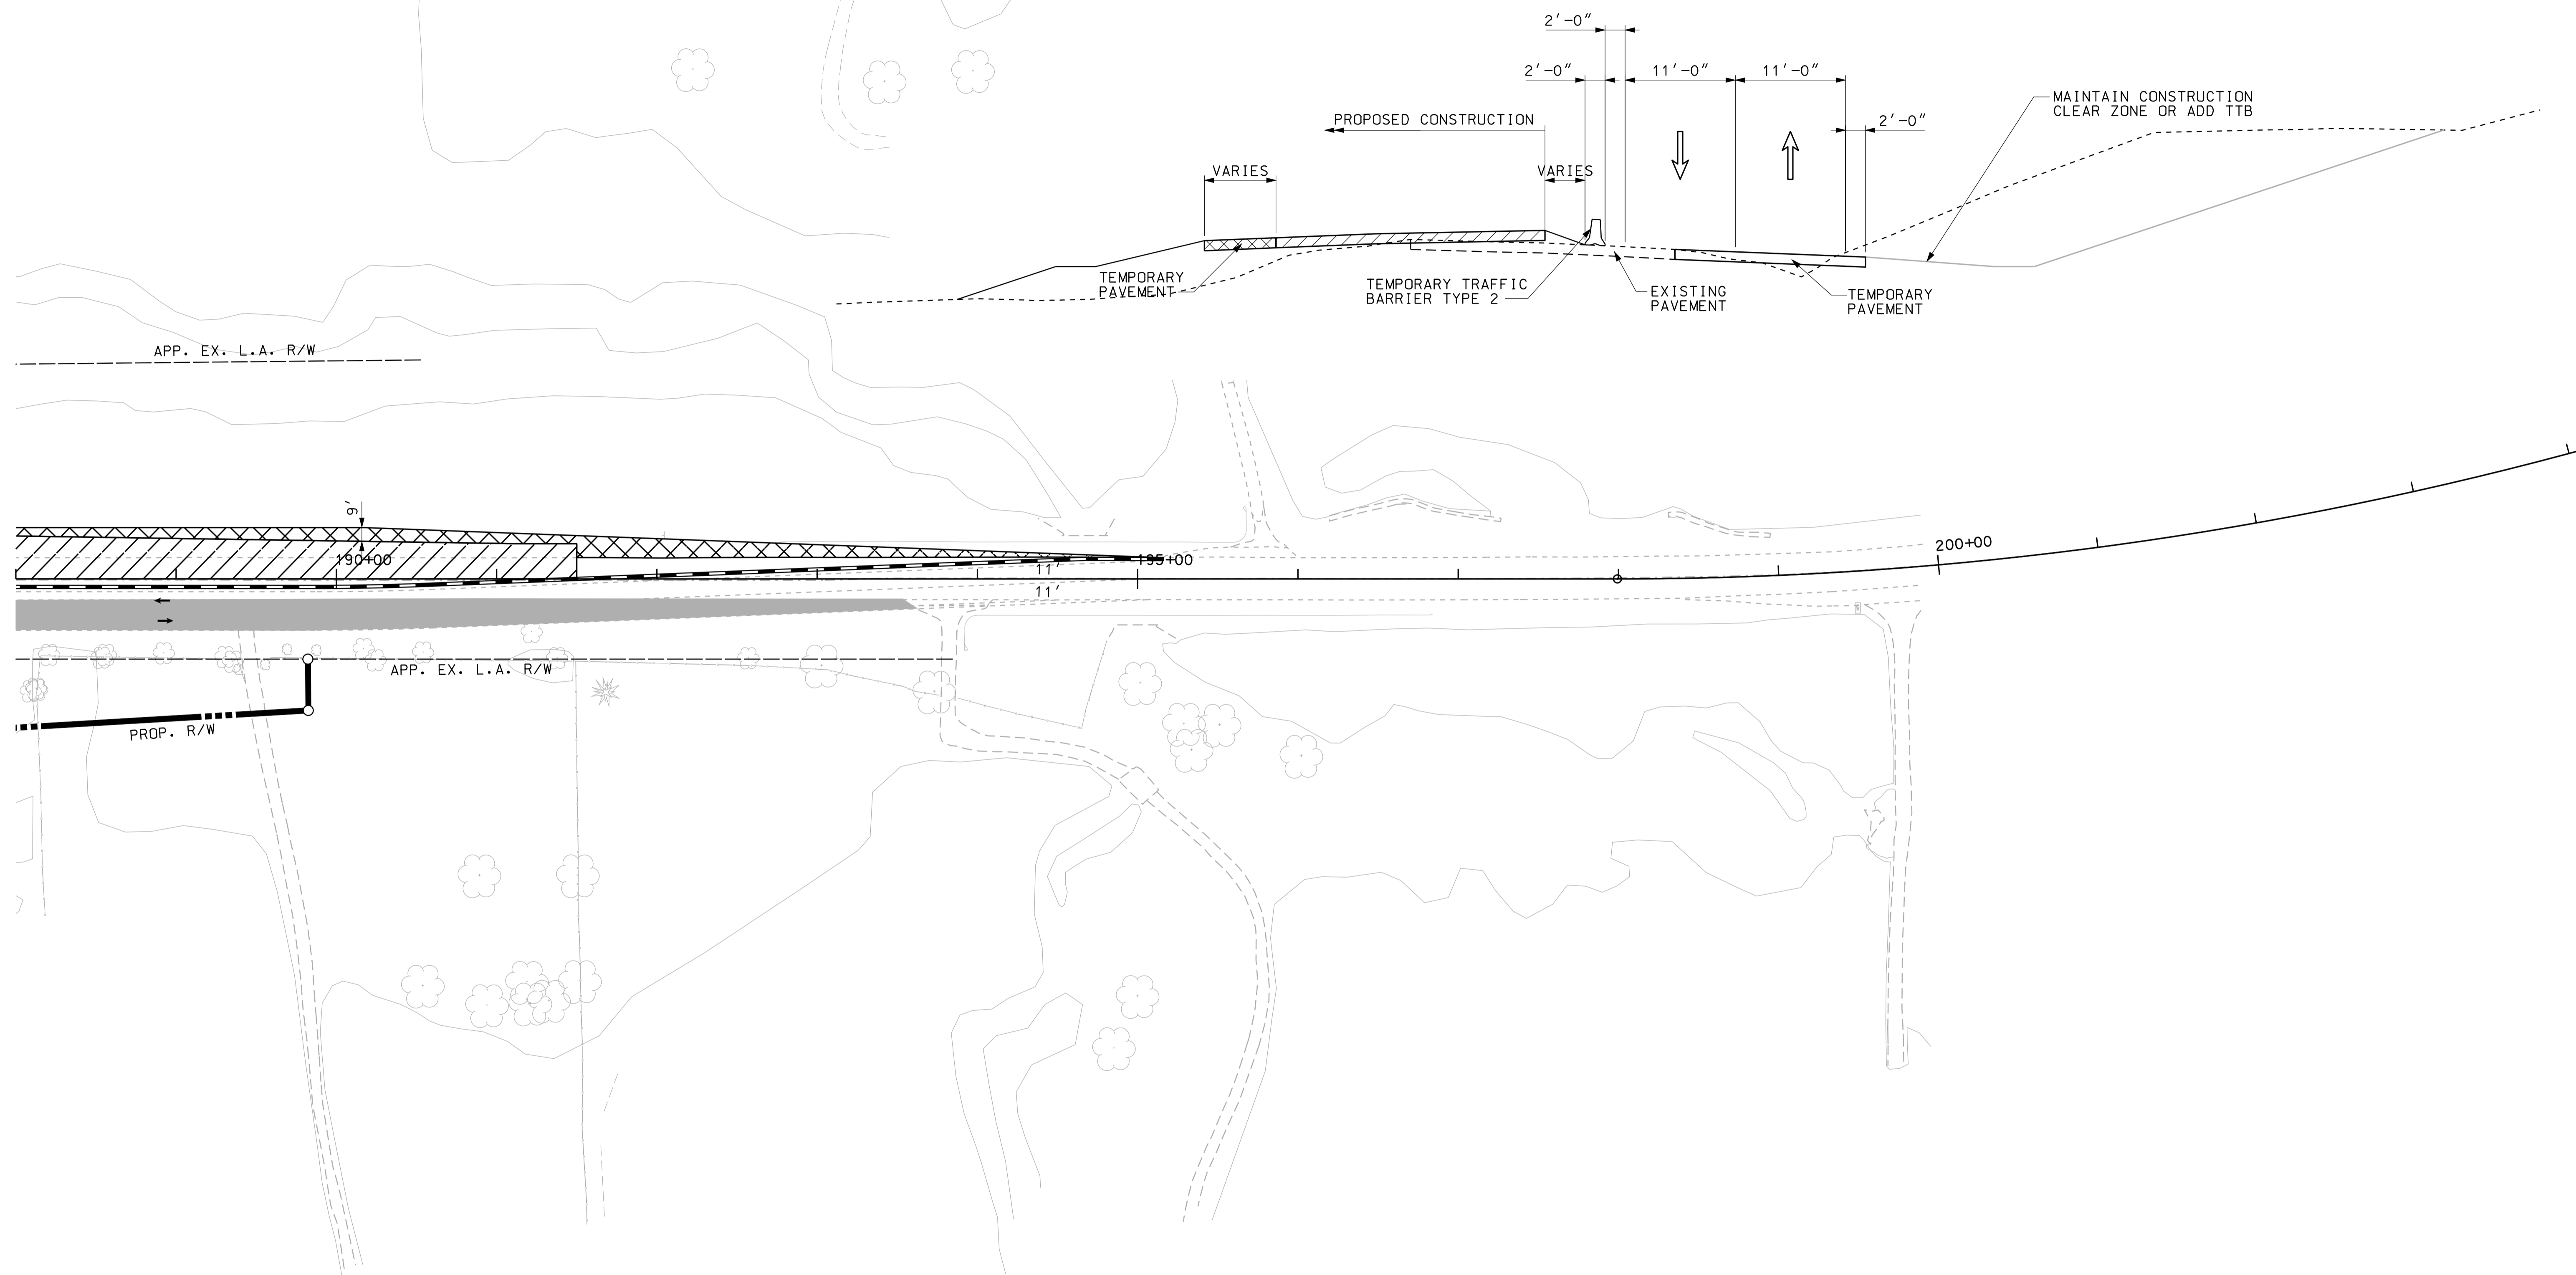 2'-0"
2'-0"
11'-0"
11'-0"
MAINTAIN CONSTRUCTION
CLEAR ZONE OR ADD TTB
PROPOSED CONSTRUCTION
2'-0"
VARIES
VARIES
TEMPORARY
PAVEMENT
TEMPORARY TRAFFIC
BARRIER TYPE 2
EXISTING
PAVEMENT
TEMPORARY
PAVEMENT
APP. EX. L.A. R/W
9'
190+00
11'
195+00
200+00
11'
APP. EX. L.A. R/W
PROP. R/W